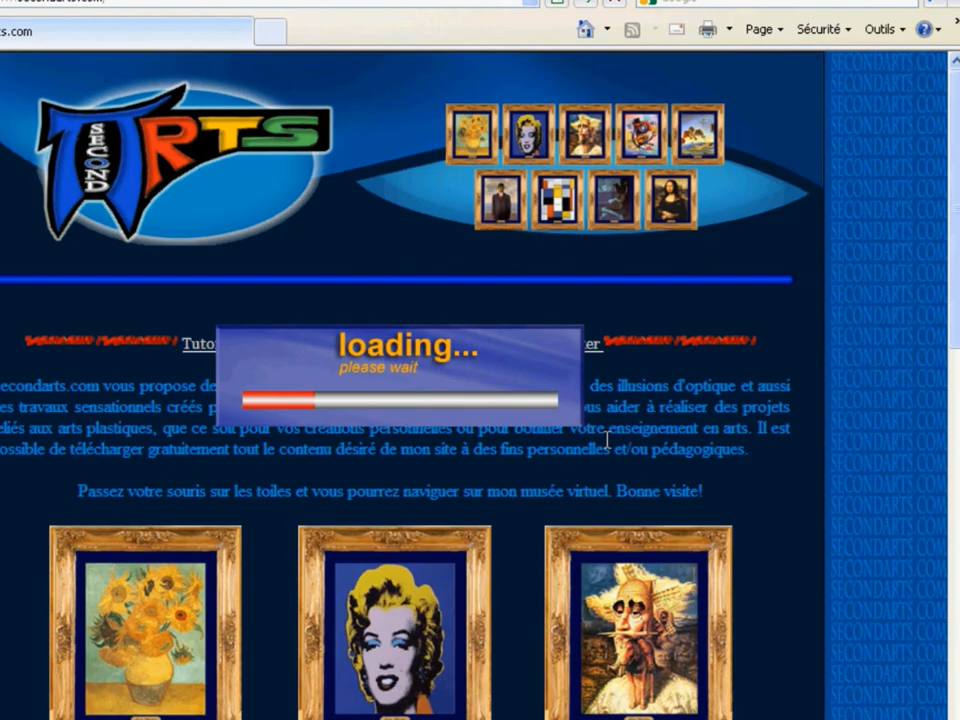 ts.com
Page
Sécurité
Outils
SECOND
ARTS
SECONDARTS.COM
loading...
please wait
econdarts.com vous propose de
des illusions d'optique et aussi
es travaux sensationnels créés
us aider à réaliser des projets
liés aux arts plastiques, que ce soit pour vos créations personnelles ou pour bonifier votre enseignement en arts. Il est
ossible de télécharger gratuitement tout le contenu désiré de mon site à des fins personnelles et/ou pédagogiques.
Passez votre souris sur les toiles et vous pourrez naviguer sur mon musée virtuel. Bonne visite!